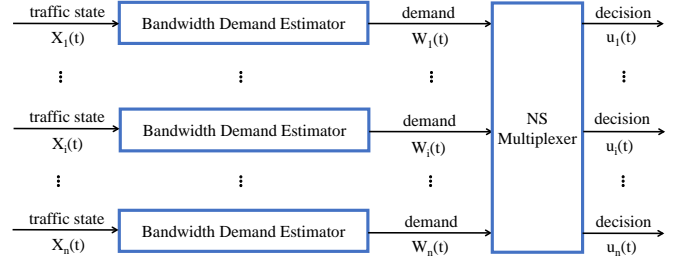 traffic state
X₁(t)
Bandwidth Demand Estimator
demand
W₁(t)
decision
u₁(t)
traffic state
Xᵢ(t)
Bandwidth Demand Estimator
demand
Wᵢ(t)
NS
Multiplexer
decision
uᵢ(t)
traffic state
Xₙ(t)
Bandwidth Demand Estimator
demand
Wₙ(t)
decision
uₙ(t)